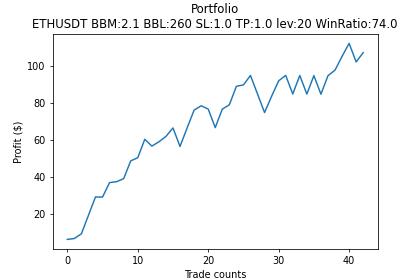 Portfolio
ETHUSDT BBM:2.1 BBL:260 SL:1.0 TP:1.0 lev:20 WinRatio:74.0
Profit ($)
100
80
60
40
20
0
10
20
30
40
Trade counts